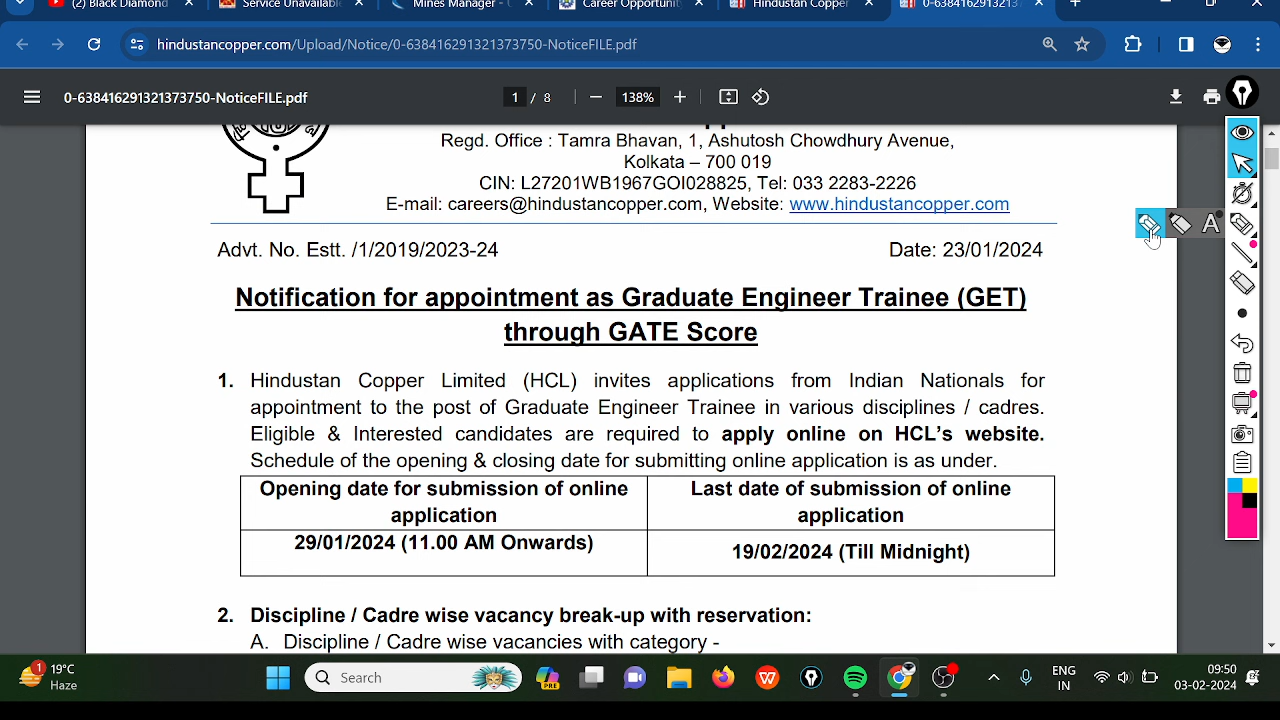 (2) Black Diamond
Service Unavailable
Mines Manager - 
Career Opportunity
Hindustan Copper
0-6384162913213
hindustancopper.com/Upload/Notice/0-638416291321373750-NoticeFILE.pdf
0-638416291321373750-NoticeFILE.pdf
1 / 8
138%
Regd. Office : Tamra Bhavan, 1, Ashutosh Chowdhury Avenue,
Kolkata – 700 019
CIN: L27201WB1967GOI028825, Tel: 033 2283-2226
E-mail: careers@hindustancopper.com, Website: www.hindustancopper.com
Advt. No. Estt. /1/2019/2023-24
Date: 23/01/2024
Notification for appointment as Graduate Engineer Trainee (GET)
through GATE Score
1. Hindustan Copper Limited (HCL) invites applications from Indian Nationals for
appointment to the post of Graduate Engineer Trainee in various disciplines / cadres.
Eligible & Interested candidates are required to apply online on HCL's website.
Schedule of the opening & closing date for submitting online application is as under.
Opening date for submission of online
application
Last date of submission of online
application
29/01/2024 (11.00 AM Onwards)
19/02/2024 (Till Midnight)
2. Discipline / Cadre wise vacancy break-up with reservation:
A. Discipline / Cadre wise vacancies with category -
A
1
19°C
Haze
Search
PRE
ENG
IN
09:50
03-02-2024